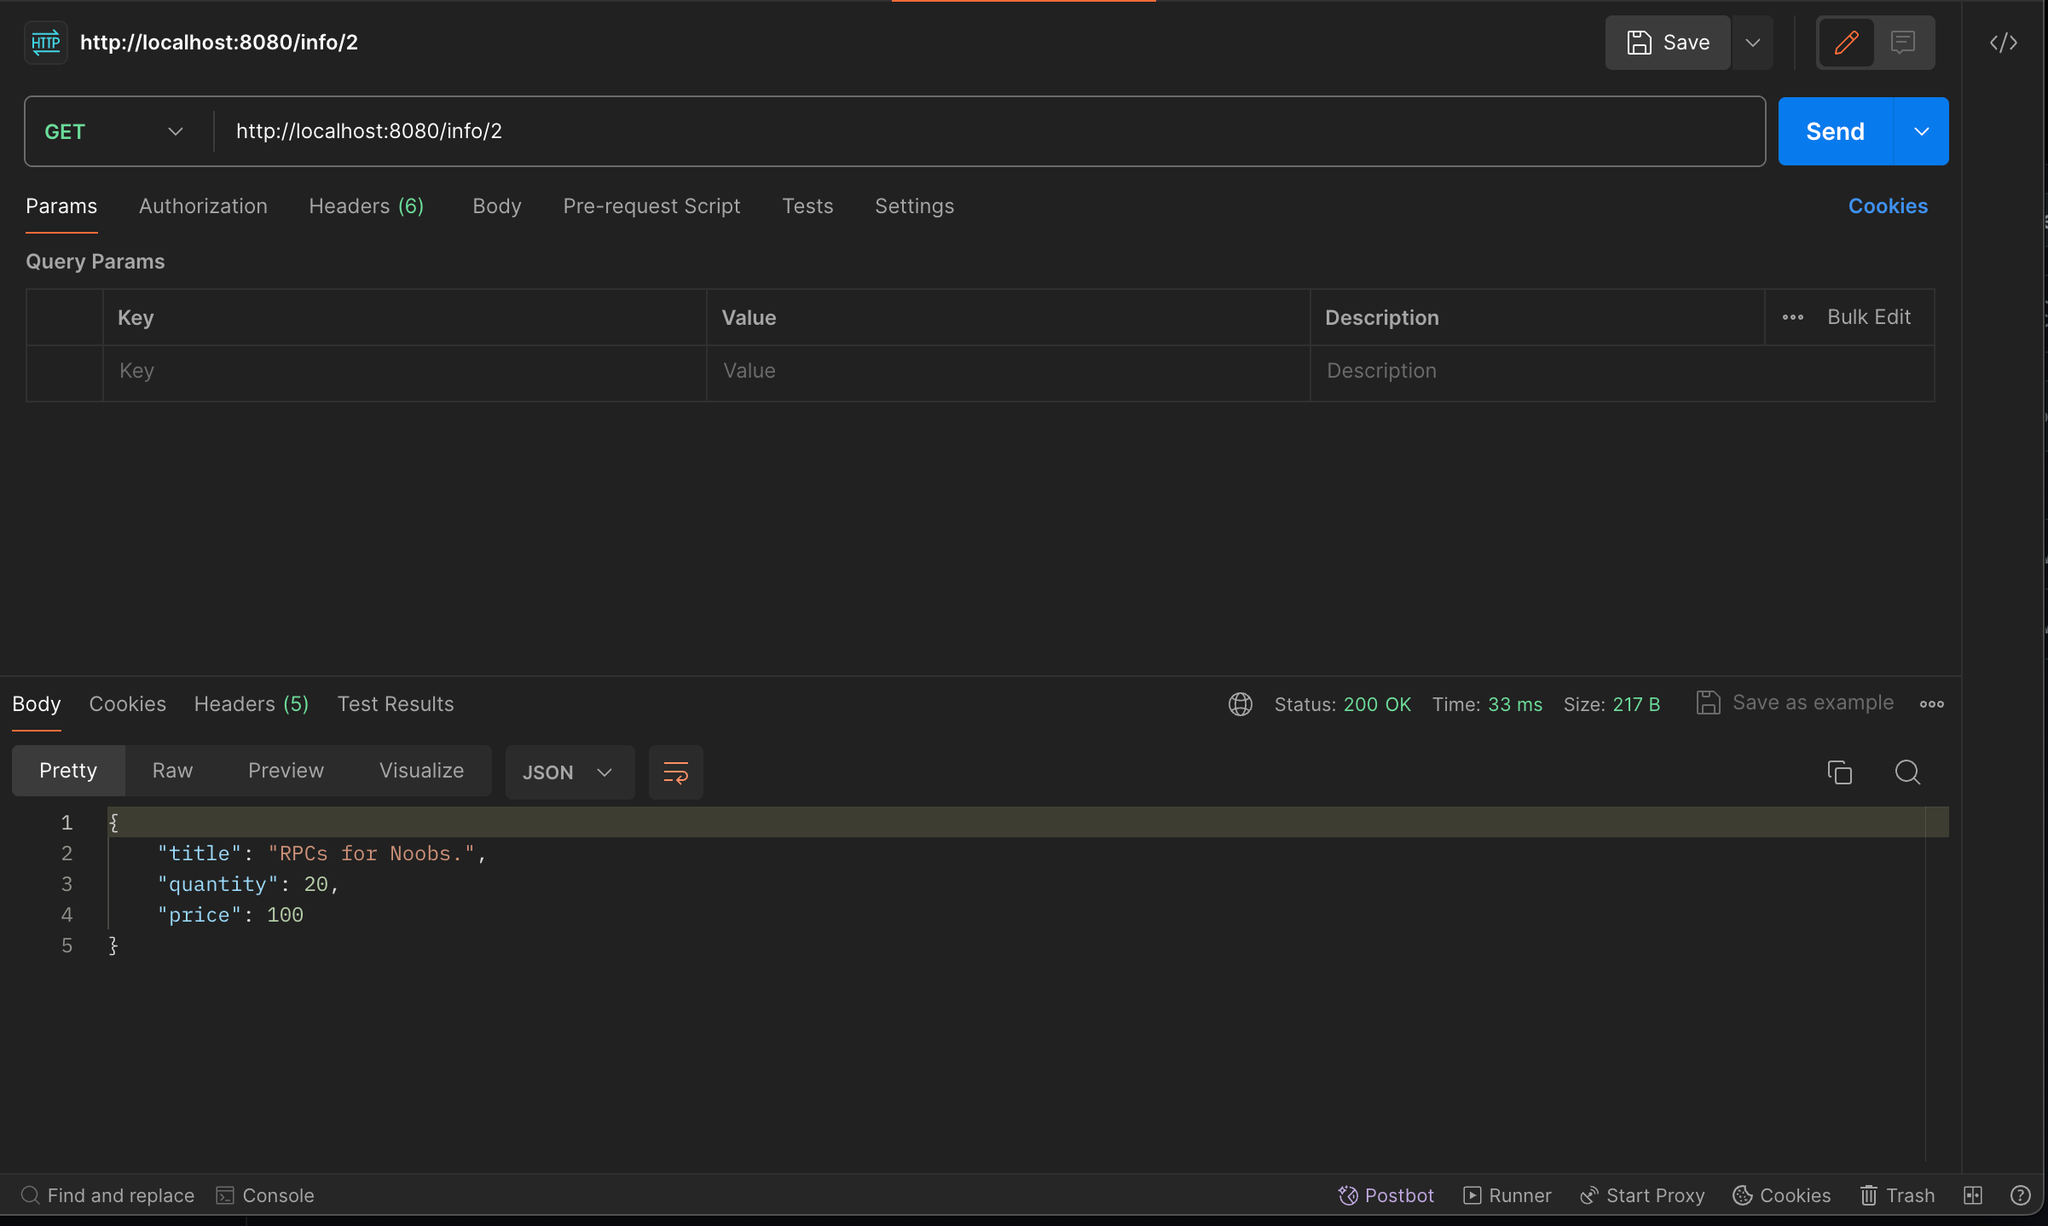 HTTP http://localhost:8080/info/2 Save
GET http://localhost:8080/info/2 Send
Params Authorization Headers (6) Body Pre-request Script Tests Settings Cookies
Query Params
Key Value Description Bulk Edit
Key Value Description
Body Cookies Headers (5) Test Results Status: 200 OK Time: 33 ms Size: 217 B Save as example
Pretty Raw Preview Visualize JSON
1 {
2 "title": "RPCs for Noobs.",
3 "quantity": 20,
4 "price": 100
5 }
Find and replace Console Postbot Runner Start Proxy Cookies Trash